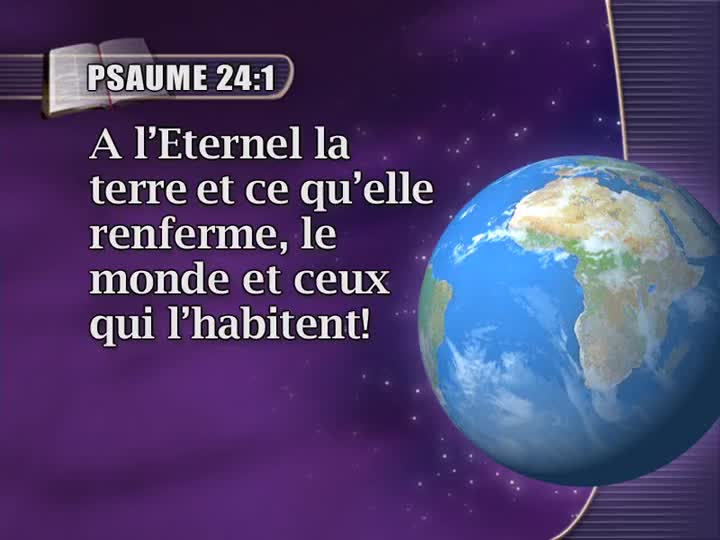 PSAUME 24:1
A l’Eternel la
terre et ce qu’elle
renferme, le
monde et ceux
qui l’habitent!